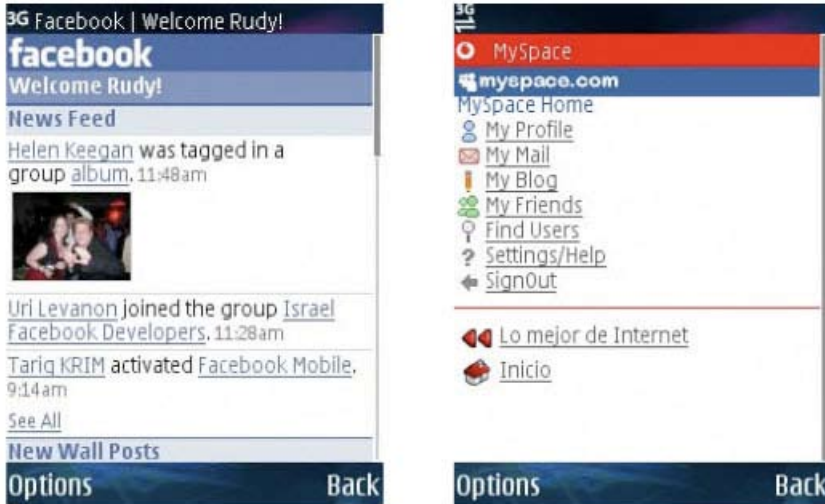 3G Facebook | Welcome Rudy!
facebook
Welcome Rudy!
News Feed
Helen Keegan was tagged in a
group album. 11:48am
Uri Levanon joined the group Israel
Facebook Developers. 11:28am
Tariq KRIM activated Facebook Mobile.
9:14am
See All
New Wall Posts
Options Back
3G
MySpace
myspace.com
MySpace Home
My Profile
My Mail
My Blog
My Friends
Find Users
Settings/Help
SignOut
Lo mejor de Internet
Inicio
Options Back